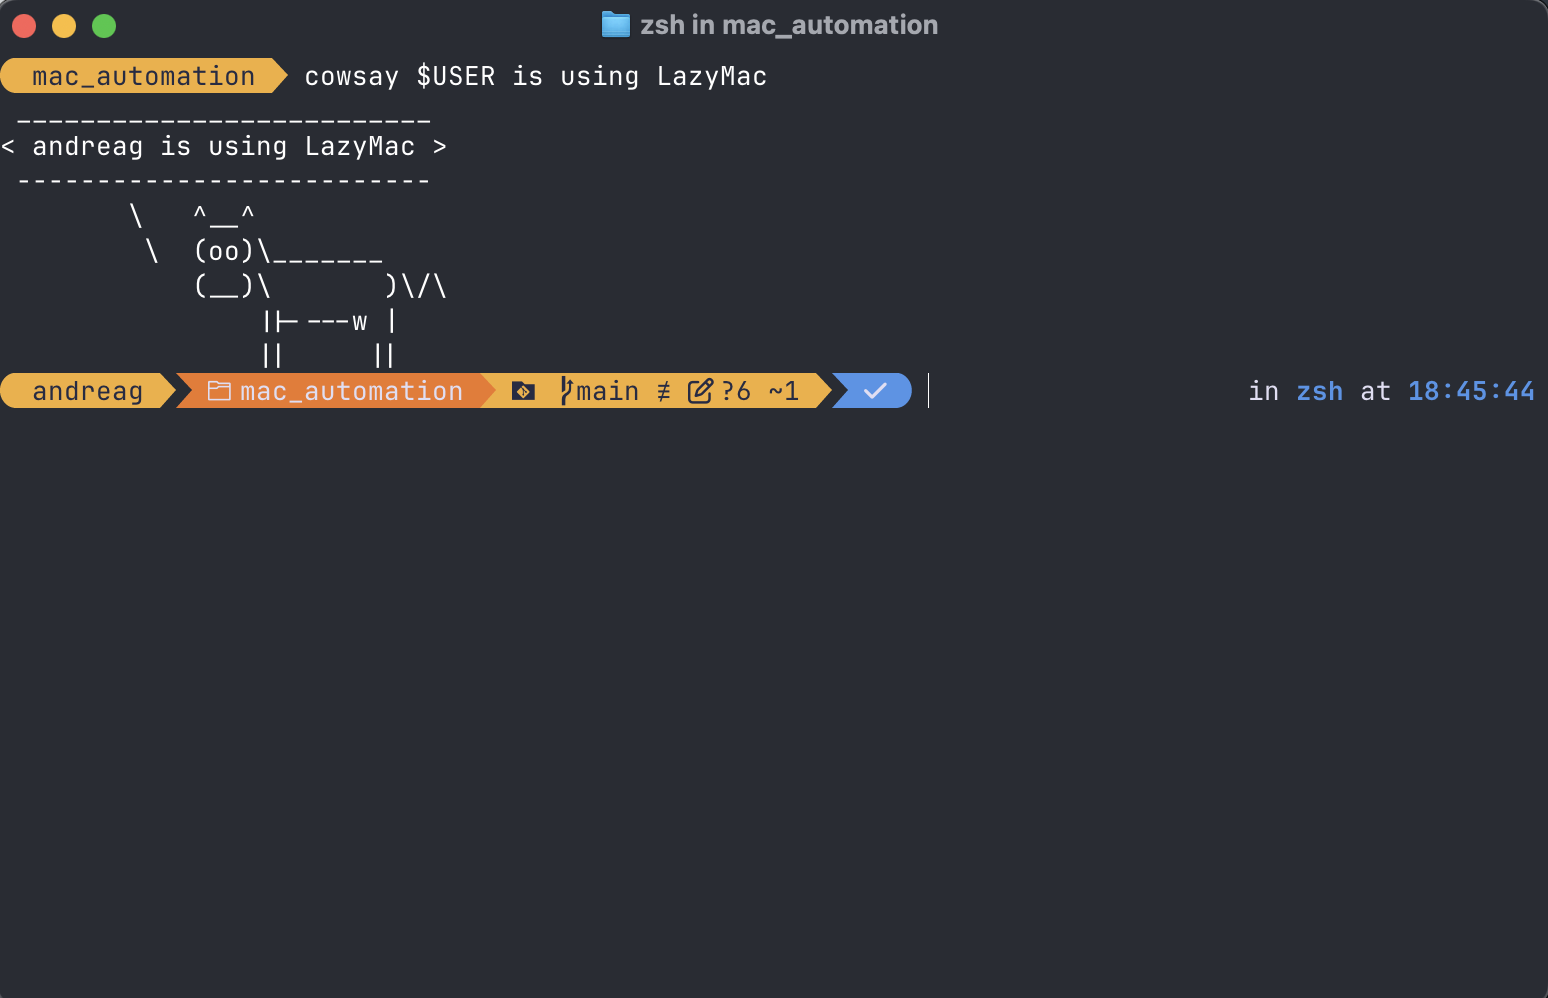 zsh in mac_automation
mac_automation cowsay $USER is using LazyMac
 __________________________
< andreag is using LazyMac >
 --------------------------
        \   ^__^
         \  (oo)\_______
            (__)\       )\/\
                ||----w |
                ||     ||
andreag mac_automation main ≢ ?6 ~1 ✓ in zsh at 18:45:44